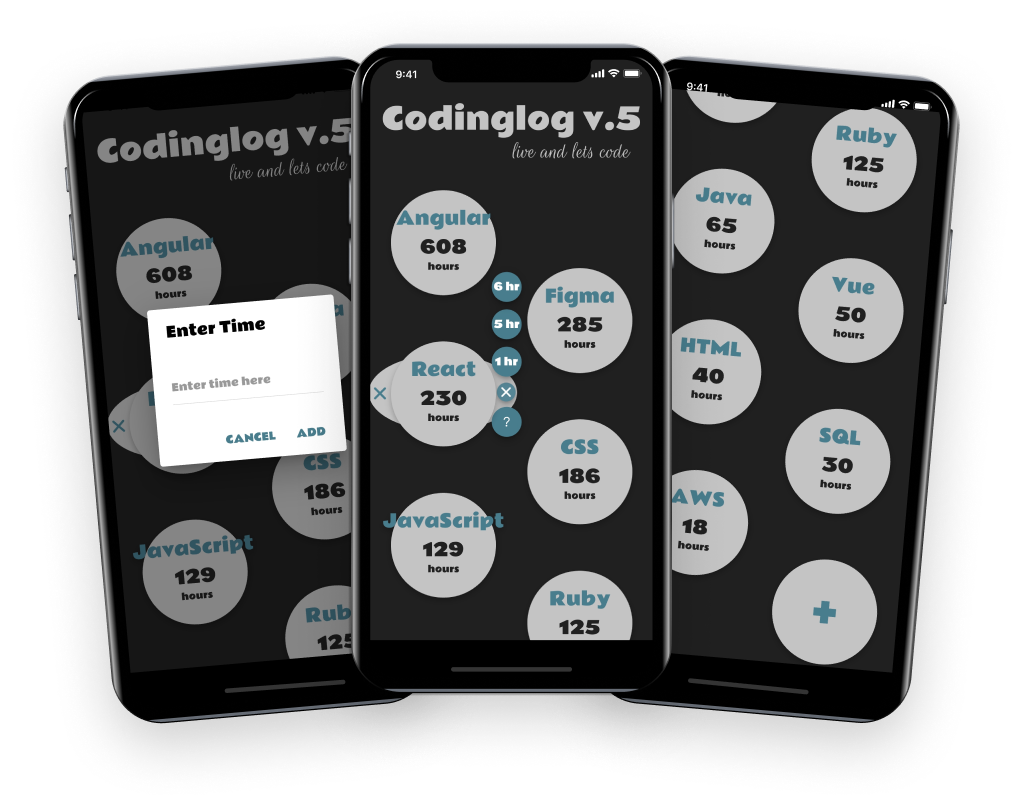 Codinglog v.5
live and lets code
Angular
608
hours
Enter Time
Enter time here
CANCEL
ADD
CSS
186
hours
JavaScript
129
hours
Rub
125
9:41
Codinglog v.5
live and lets code
Angular
608
hours
6 hr
5 hr
1 hr
?
Figma
285
hours
React
230
hours
CSS
186
hours
JavaScript
129
hours
Ruby
125
9:41
hours
Ruby
125
hours
Java
65
hours
Vue
50
hours
HTML
40
hours
SQL
30
hours
AWS
18
hours